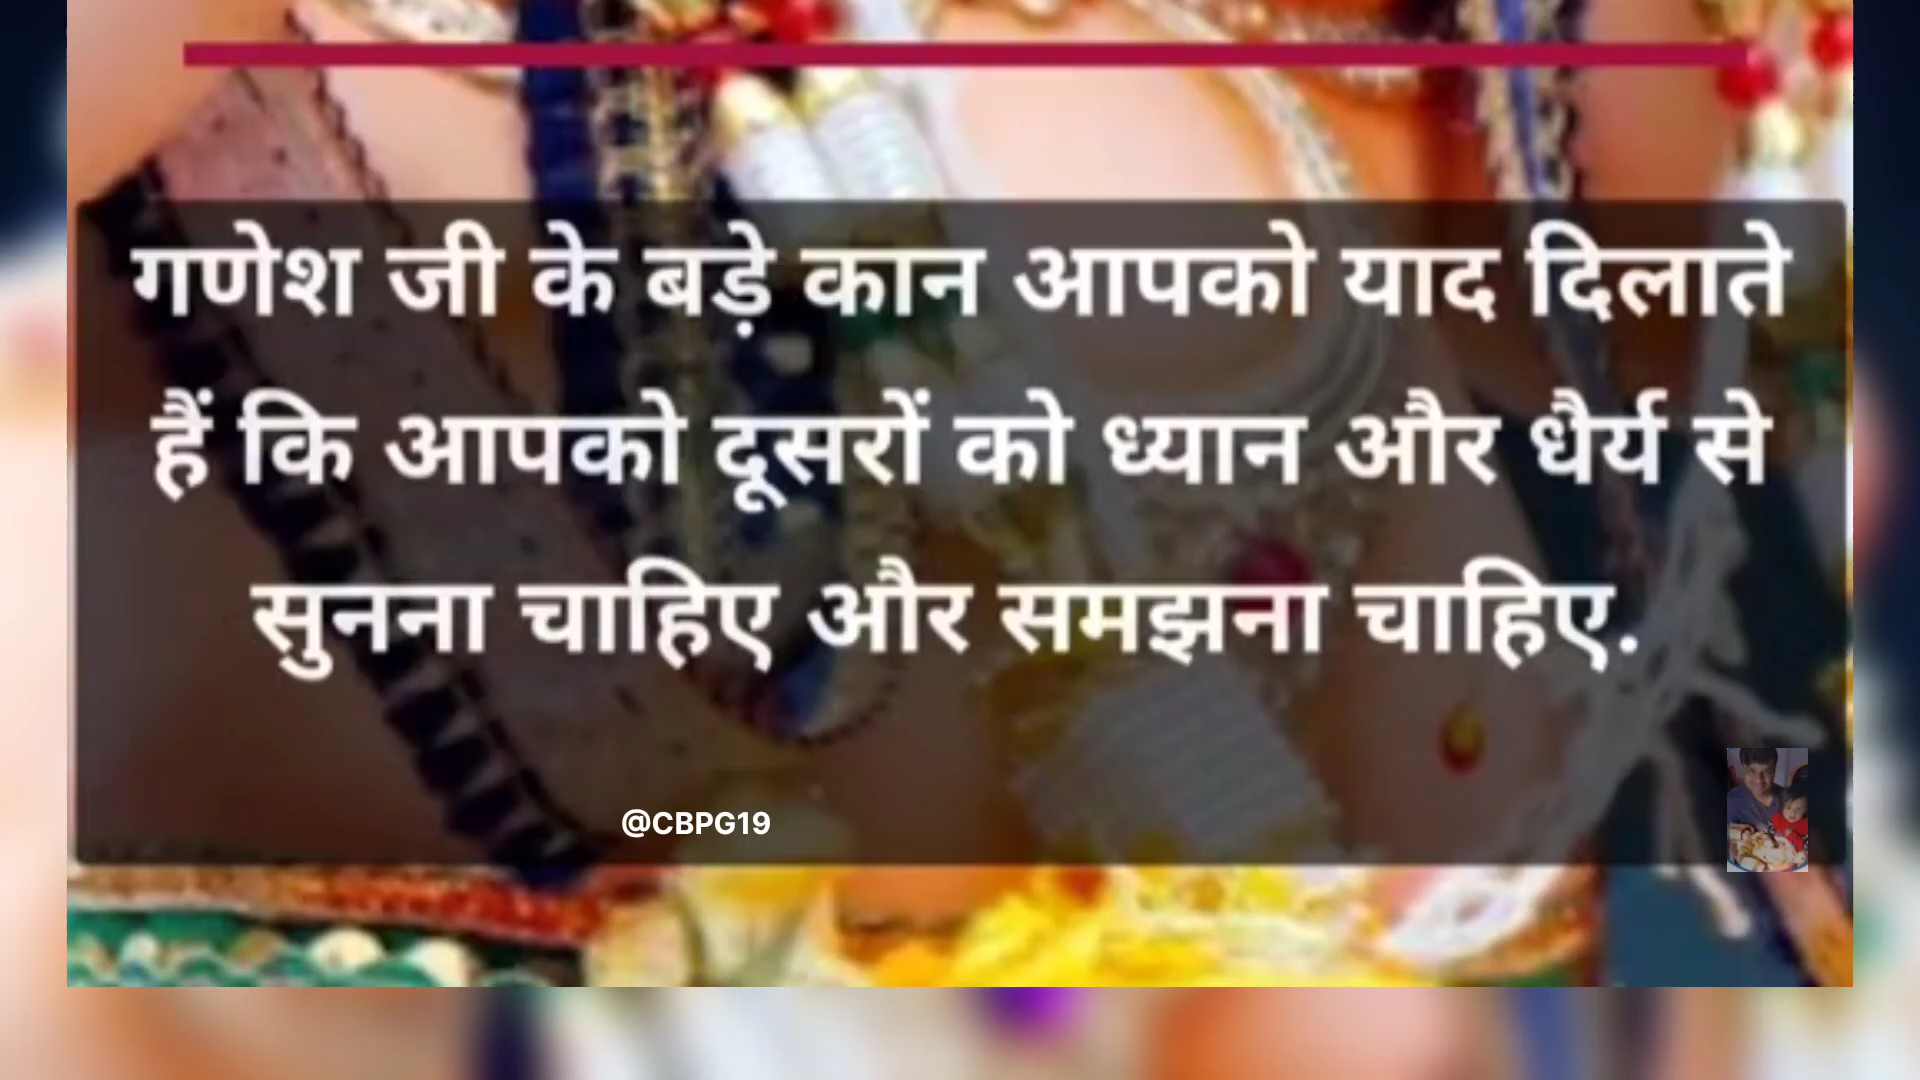 गणेश जी के बड़े कान आपको याद दिलाते
हैं कि आपको दूसरों को ध्यान और धैर्य से
सुनना चाहिए और समझना चाहिए.
@CBPG19